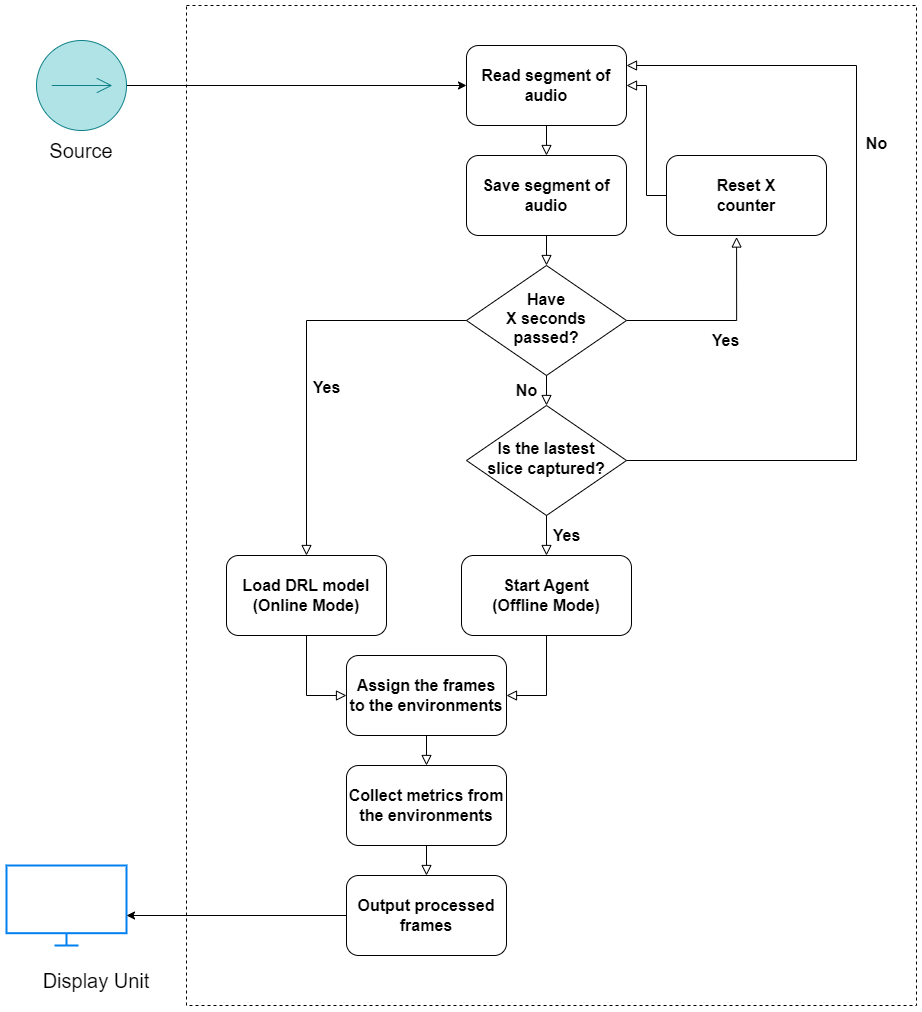 Source
Read segment of
audio
No
Save segment of
audio
Reset X
counter
Have
X seconds
passed?
Yes
Yes
No
Is the lastest
slice captured?
Yes
Load DRL model
(Online Mode)
Start Agent
(Offline Mode)
Assign the frames
to the environments
Collect metrics from
the environments
Output processed
frames
Display Unit